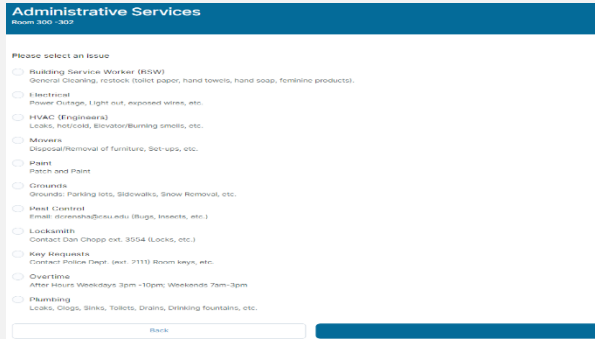 Administrative Services
Room 300 -302
Please select an Issue
Building Service Worker (BSW)
General Cleaning, restock (toilet paper, hand towels, hand soap, feminine products).
Electrical
Power Outage, Light out, exposed wires, etc.
HVAC (Engineers)
Leaks, hot/cold, Elevator/Burning smells, etc.
Movers
Disposal/Removal of furniture, Set-ups, etc.
Paint
Patch and Paint
Grounds
Grounds: Parking lots, Sidewalks, Snow Removal, etc.
Pest Control
Email: dcrensha@csu.edu (Bugs, Insects, etc.)
Locksmith
Contact Dan Chopp ext. 3554 (Locks, etc.)
Key Requests
Contact Police Dept. (ext. 2111) Room keys, etc.
Overtime
After Hours Weekdays 3pm -10pm; Weekends 7am-3pm
Plumbing
Leaks, Clogs, Sinks, Toilets, Drains, Drinking fountains, etc.
Back